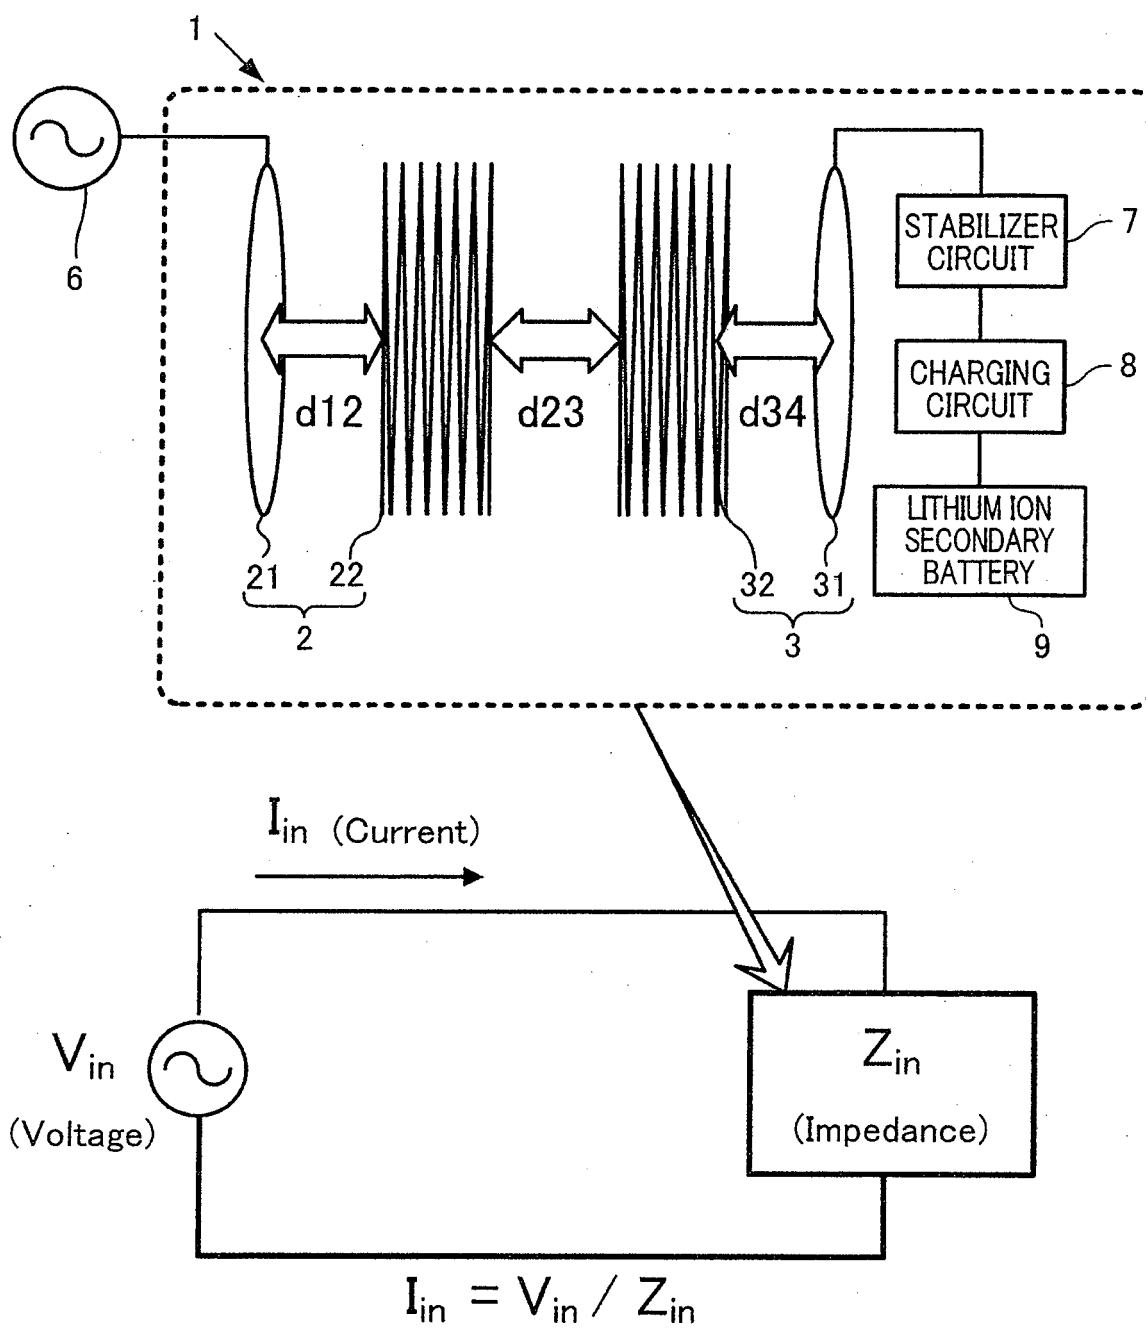 1
6
STABILIZER
CIRCUIT
7
CHARGING
CIRCUIT
8
d12
d23
d34
LITHIUM ION
SECONDARY
BATTERY
21
22
32
31
2
3
9
Iin (Current)
Vin
(Voltage)
Zin
(Impedance)
Iin = Vin / Zin